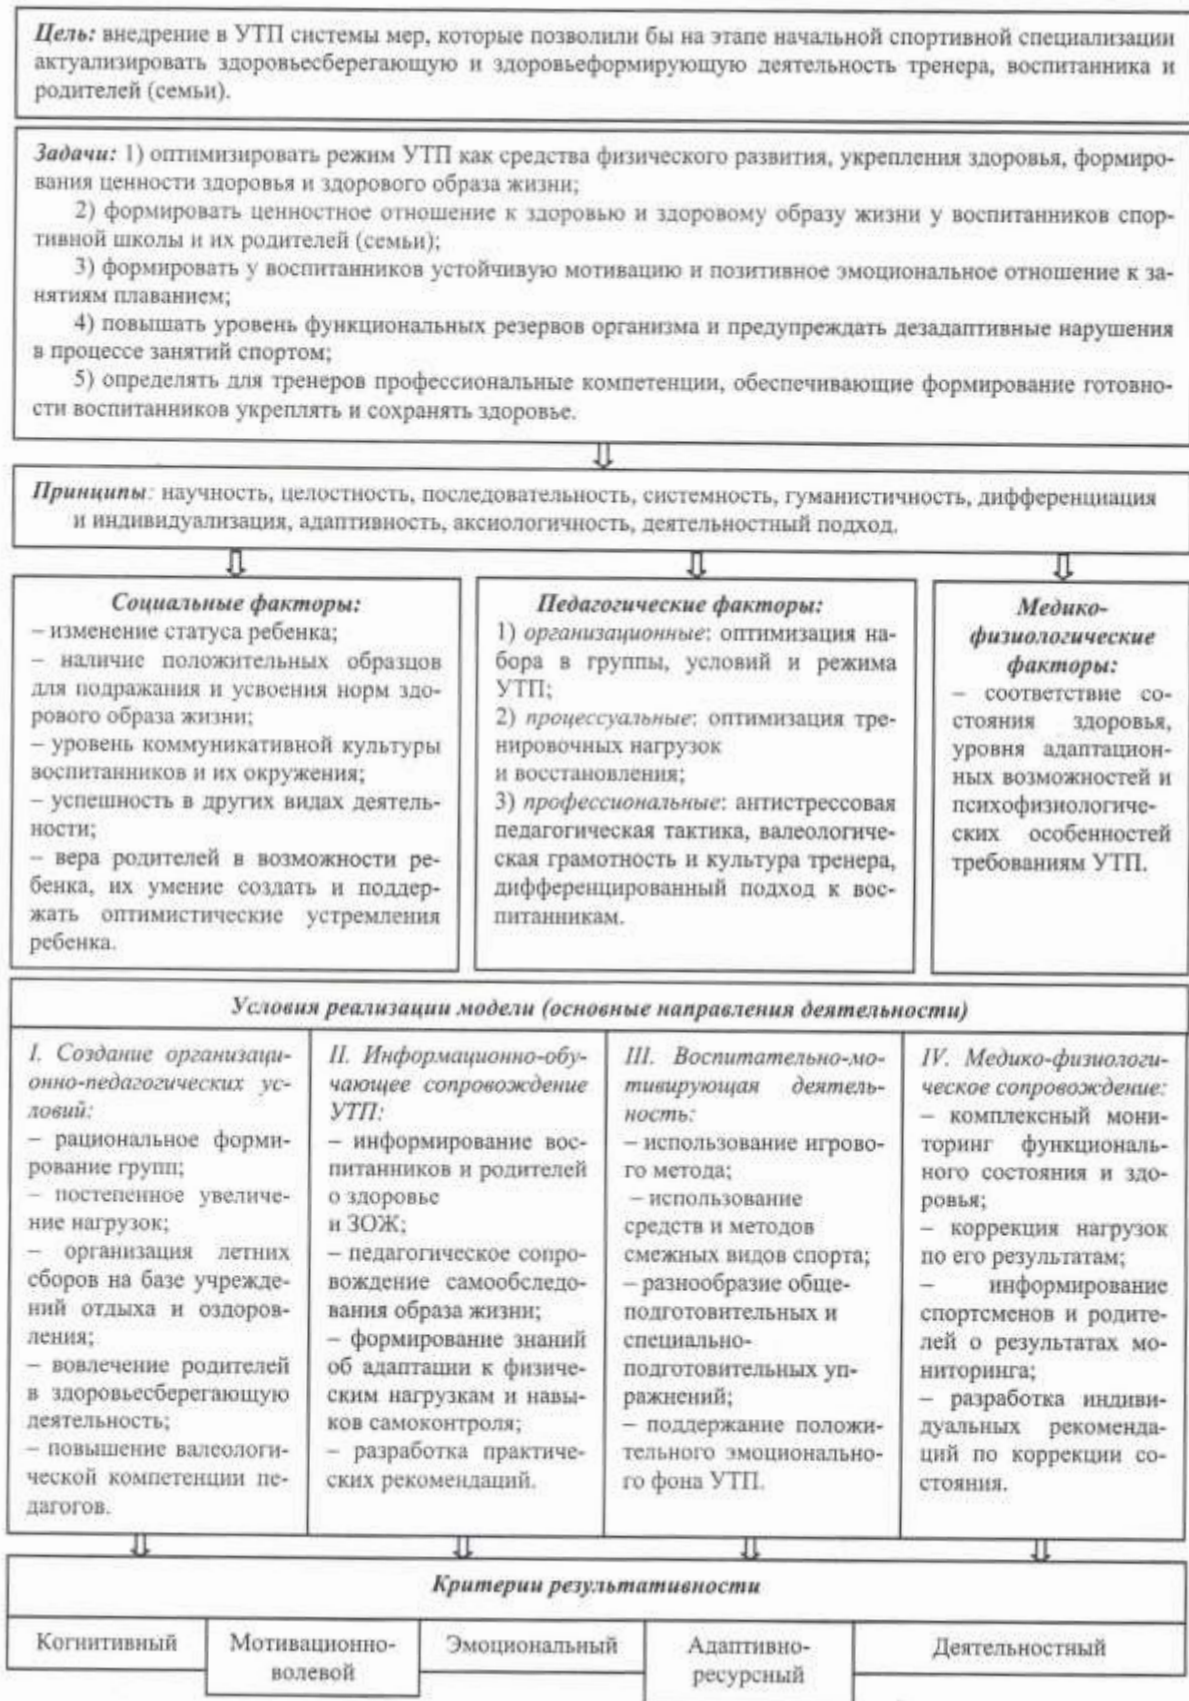 Цель: внедрение в УТП системы мер, которые позволили бы на этапе начальной спортивной специализации
актуализировать здоровьесберегающую и здоровьеформирующую деятельность тренера, воспитанника и
родителей (семьи).
Задачи: 1) оптимизировать режим УТП как средства физического развития, укрепления здоровья, формиро-
вания ценности здоровья и здорового образа жизни;
2) формировать ценностное отношение к здоровью и здоровому образу жизни у воспитанников спор-
тивной школы и их родителей (семьи);
3) формировать у воспитанников устойчивую мотивацию и позитивное эмоциональное отношение к за-
нятиям плаванием;
4) повышать уровень функциональных резервов организма и предупреждать дезадаптивные нарушения
в процессе занятий спортом;
5) определять для тренеров профессиональные компетенции, обеспечивающие формирование готовно-
сти воспитанников укреплять и сохранять здоровье.
Принципы: научность, целостность, последовательность, системность, гуманистичность, дифференциация
и индивидуализация, адаптивность, аксиологичность, деятельностный подход.
Социальные факторы:
– изменение статуса ребенка;
– наличие положительных образцов
для подражания и усвоения норм здо-
рового образа жизни;
– уровень коммуникативной культуры
воспитанников и их окружения;
– успешность в других видах деятель-
ности;
– вера родителей в возможности ре-
бенка, их умение создать и поддер-
жать оптимистические устремления
ребенка.
Педагогические факторы:
1) организационные: оптимизация на-
бора в группы, условий и режима
УТП;
2) процессуальные: оптимизация тре-
нировочных нагрузок
и восстановления;
3) профессиональные: антистрессовая
педагогическая тактика, валеологиче-
ская грамотность и культура тренера,
дифференцированный подход к вос-
питанникам.
Медико-
физиологические
факторы:
– соответствие со-
стояния здоровья,
уровня адаптацион-
ных возможностей и
психофизиологиче-
ских особенностей
требованиям УТП.
Условия реализации модели (основные направления деятельности)
I. Создание организаци-
онно-педагогических ус-
ловий:
– рациональное форми-
рование групп;
– постепенное увеличе-
ние нагрузок;
– организация летних
сборов на базе учрежде-
ний отдыха и оздоров-
ления;
– вовлечение родителей
в здоровьесберегающую
деятельность;
– повышение валеологи-
ческой компетенции пе-
дагогов.
II. Информационно-обу-
чающее сопровождение
УТП:
– информирование вос-
питанников и родителей
о здоровье
и ЗОЖ;
– педагогическое сопро-
вождение самообследо-
вания образа жизни;
– формирование знаний
об адаптации к физиче-
ским нагрузкам и навы-
ков самоконтроля;
– разработка практиче-
ских рекомендаций.
III. Воспитательно-мо-
тивирующая деятель-
ность:
– использование игрово-
го метода;
– использование
средств и методов
смежных видов спорта;
– разнообразие обще-
подготовительных и
специально-
подготовительных уп-
ражнений;
– поддержание положи-
тельного эмоционально-
го фона УТП.
IV. Медико-физиологи-
ческое сопровождение:
– комплексный мони-
торинг функциональ-
ного состояния и здо-
ровья;
– коррекция нагрузок
по его результатам;
– информирование
спортсменов и родите-
лей о результатах мо-
ниторинга;
– разработка индиви-
дуальных рекоменда-
ций по коррекции со-
стояния.
Критерии результативности
Когнитивный
Мотивационно-
волевой
Эмоциональный
Адаптивно-
ресурсный
Деятельностный